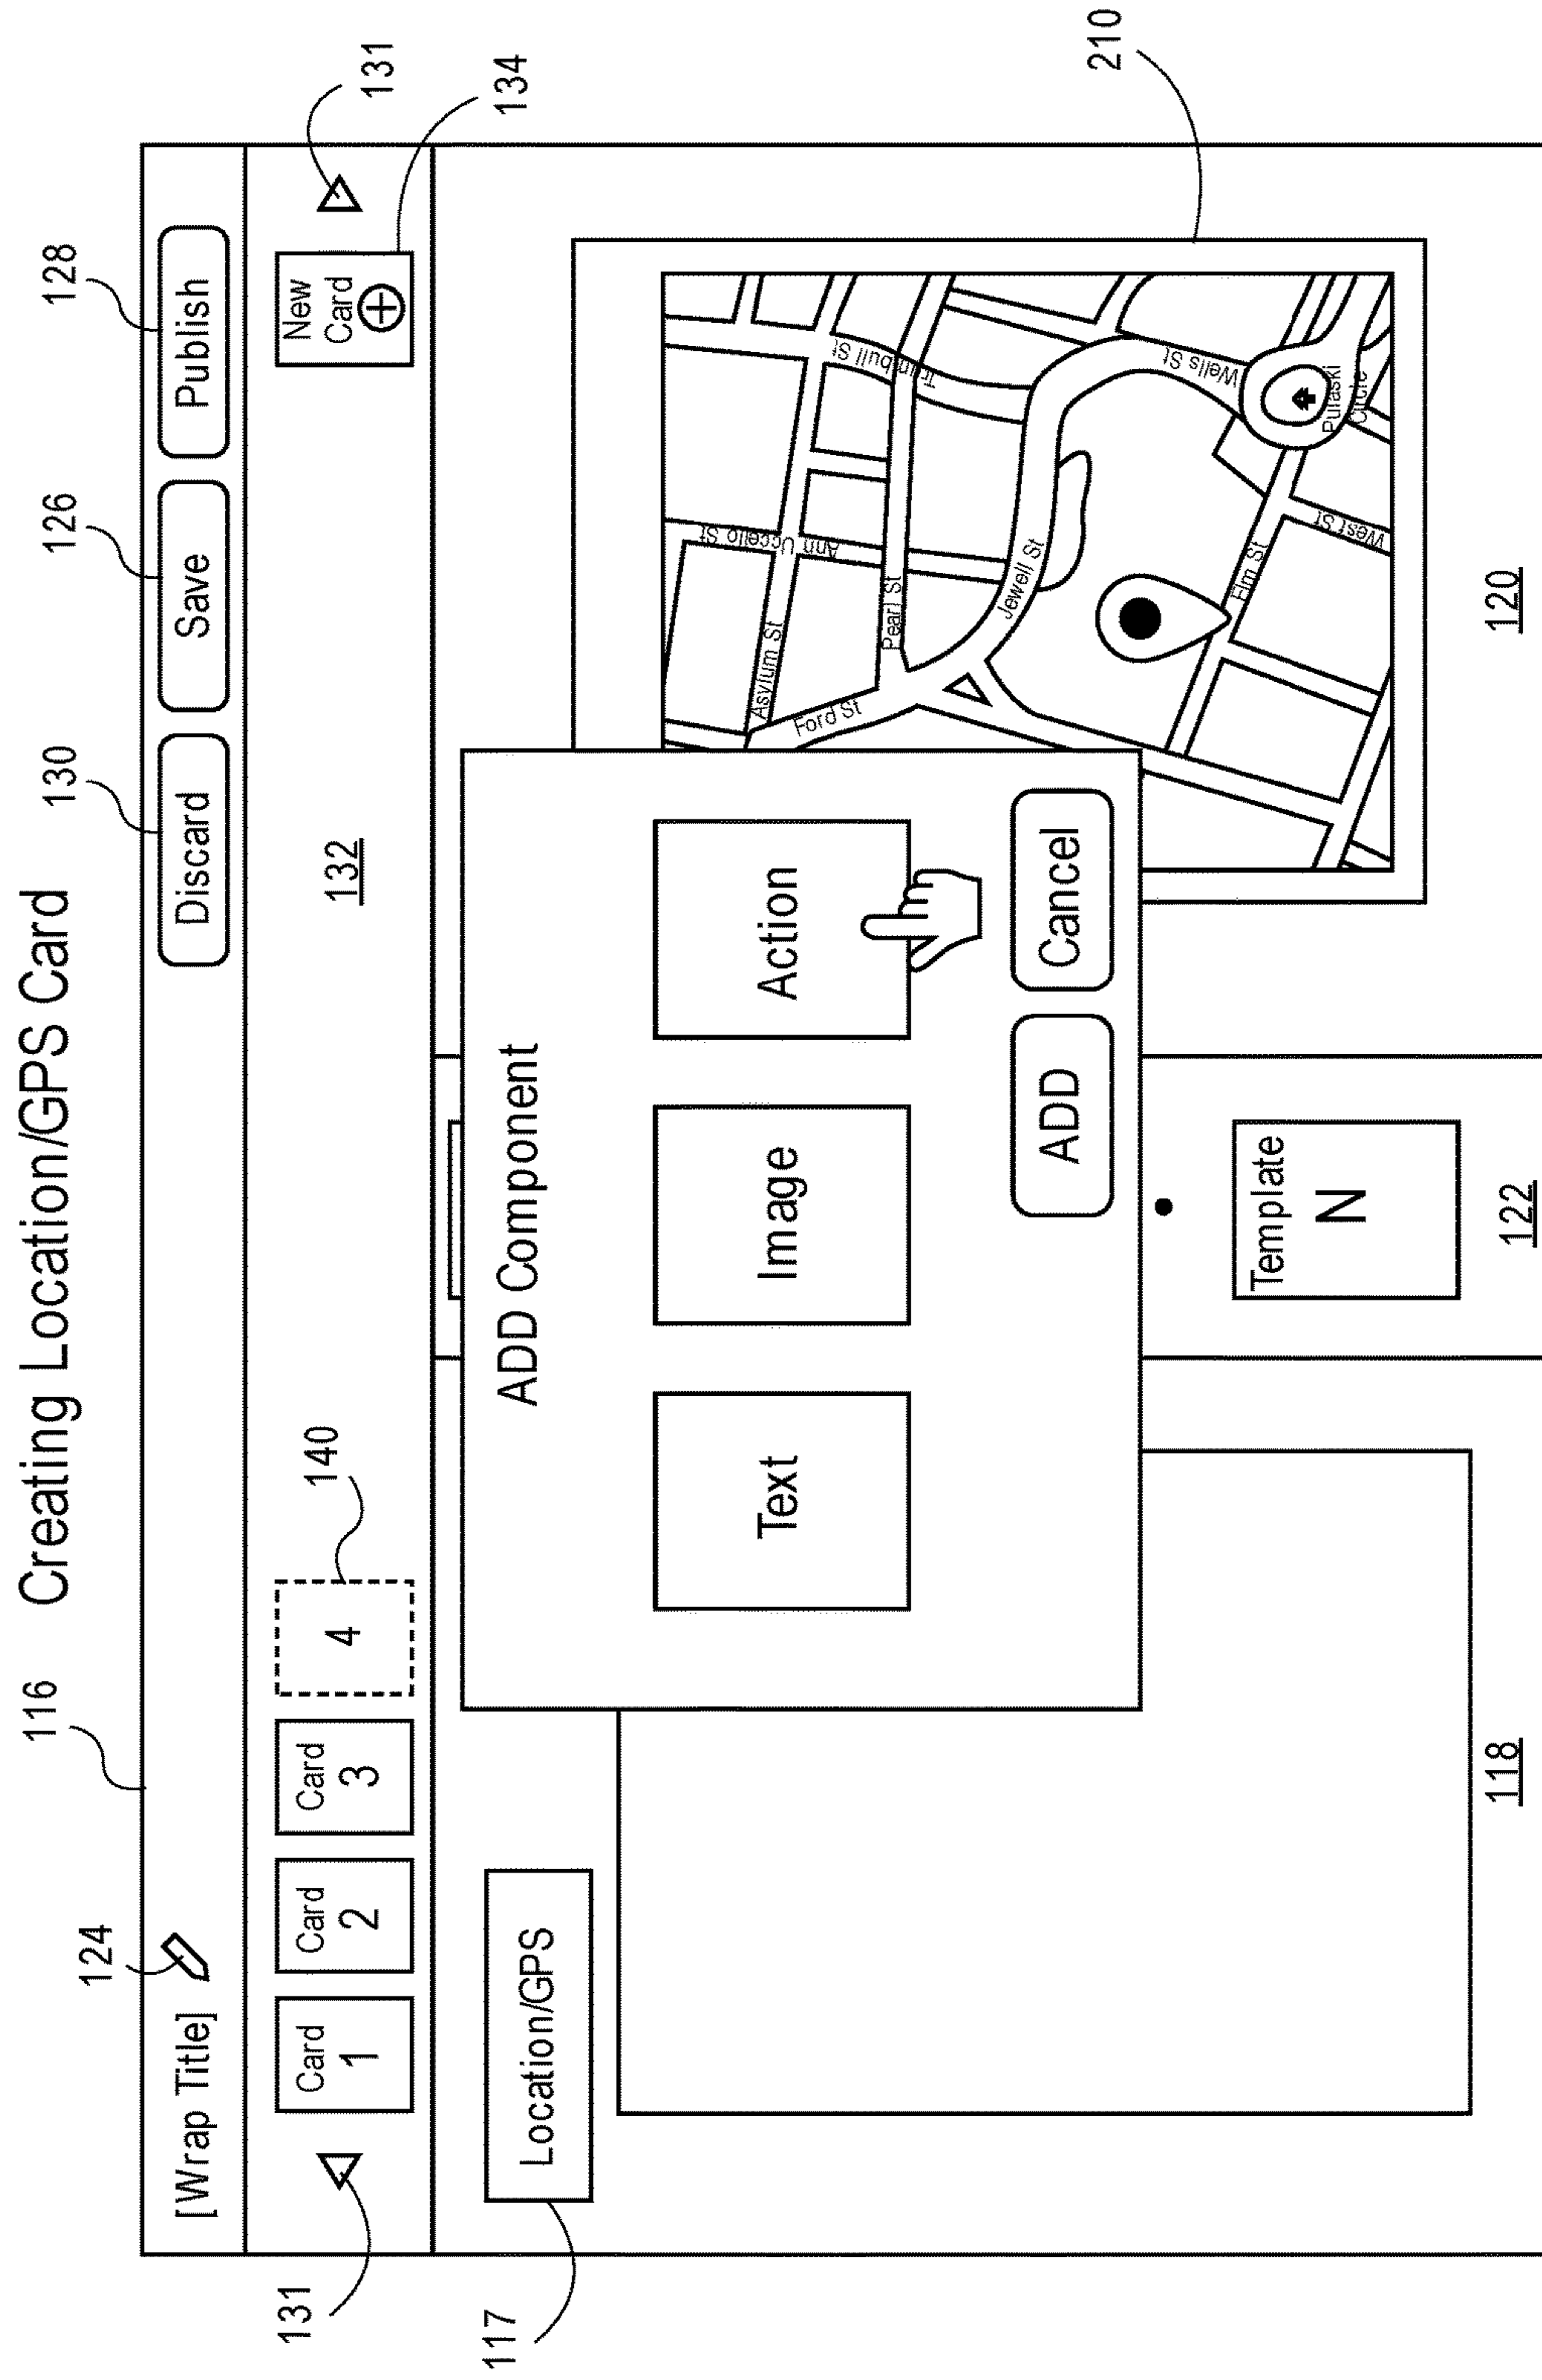 Creating Location/GPS Card
116
124
130
126
128
[Wrap Title]
Discard
Save
Publish
131
131
134
140
Card
1
Card
2
Card
3
4
132
New
Card
117
Location/GPS
ADD Component
Text
Image
Action
ADD
Cancel
Asylum St
Ann Uccello St
Trumbull St
Ford St
Pearl St
Jewell St
Wells St
Elm St
West St
Pulaski
Circle
210
Template
N
118
122
120